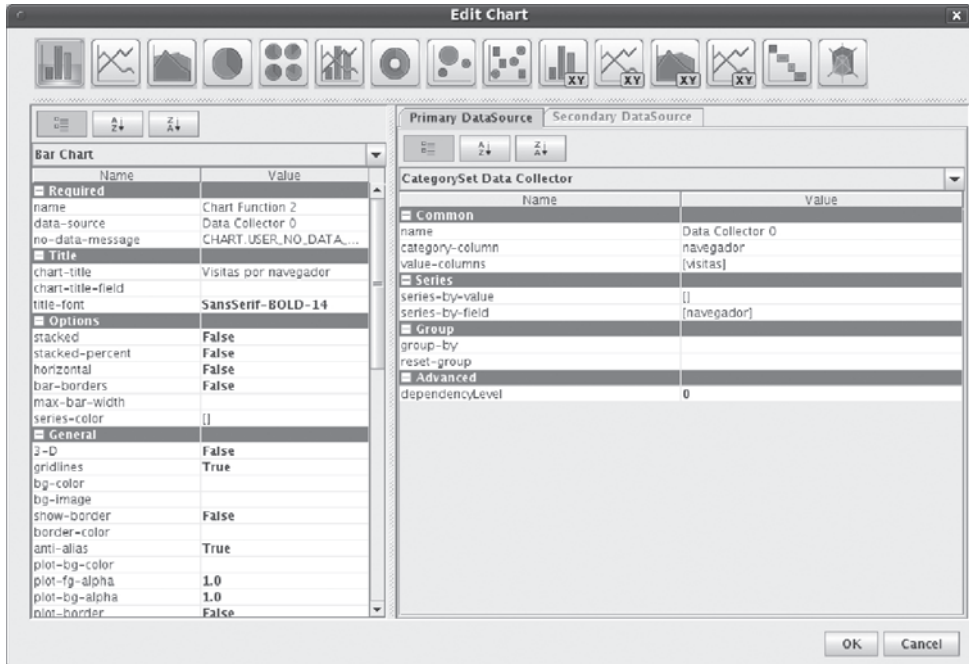 Edit Chart
XY
XY
XY
XY
Bar Chart
Name Value
Required
name Chart Function 2
data-source Data Collector 0
no-data-message CHART.USER_NO_DATA_...
Title
chart-title Visitas por navegador
chart-title-field
title-font SansSerif-BOLD-14
Options
stacked False
stacked-percent False
horizontal False
bar-borders False
max-bar-width
series-color []
General
3-D False
gridlines True
bg-color
bg-image
show-border False
border-color
anti-alias True
plot-bg-color
plot-fg-alpha 1.0
plot-bg-alpha 1.0
plot-border False
Primary DataSource Secondary DataSource
CategorySet Data Collector
Name Value
Common
name Data Collector 0
category-column navegador
value-columns [visitas]
Series
series-by-value []
series-by-field [navegador]
Group
group-by
reset-group
Advanced
dependencyLevel 0
OK Cancel